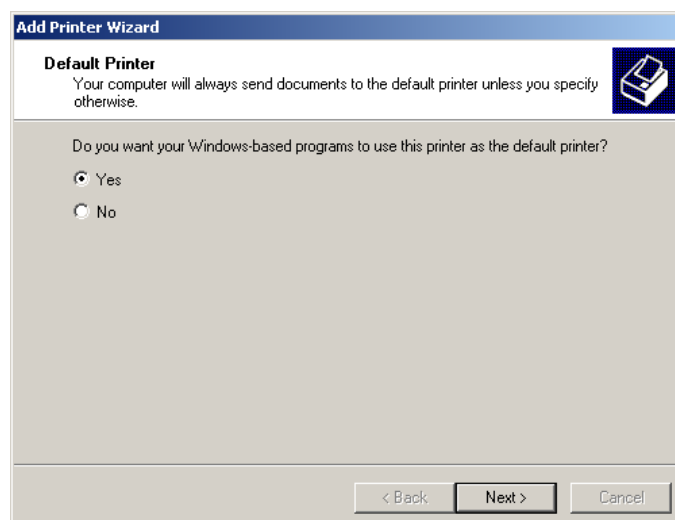 Add Printer Wizard
Default Printer
Your computer will always send documents to the default printer unless you specify
otherwise.
Do you want your Windows-based programs to use this printer as the default printer?
Yes
No
< Back
Next >
Cancel